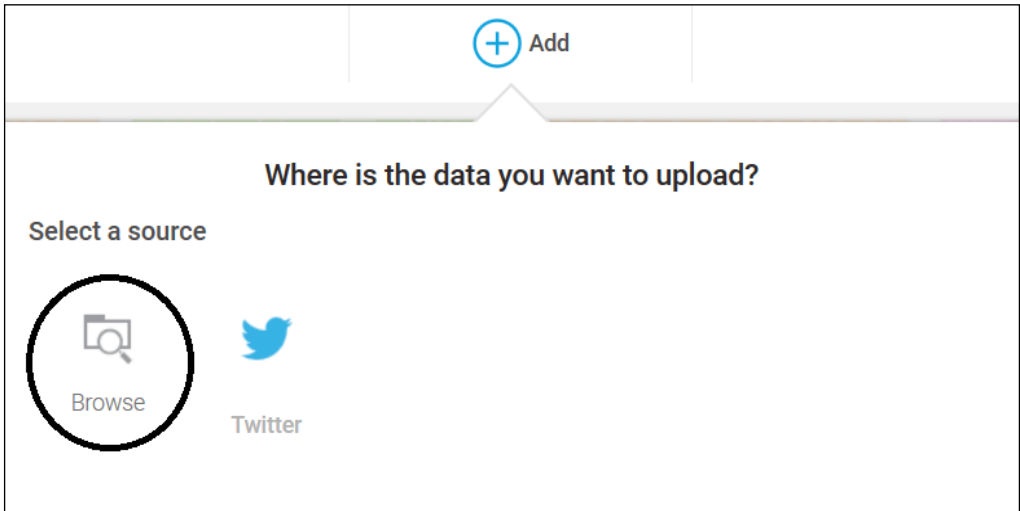 Add
Where is the data you want to upload?
Select a source
Browse
Twitter